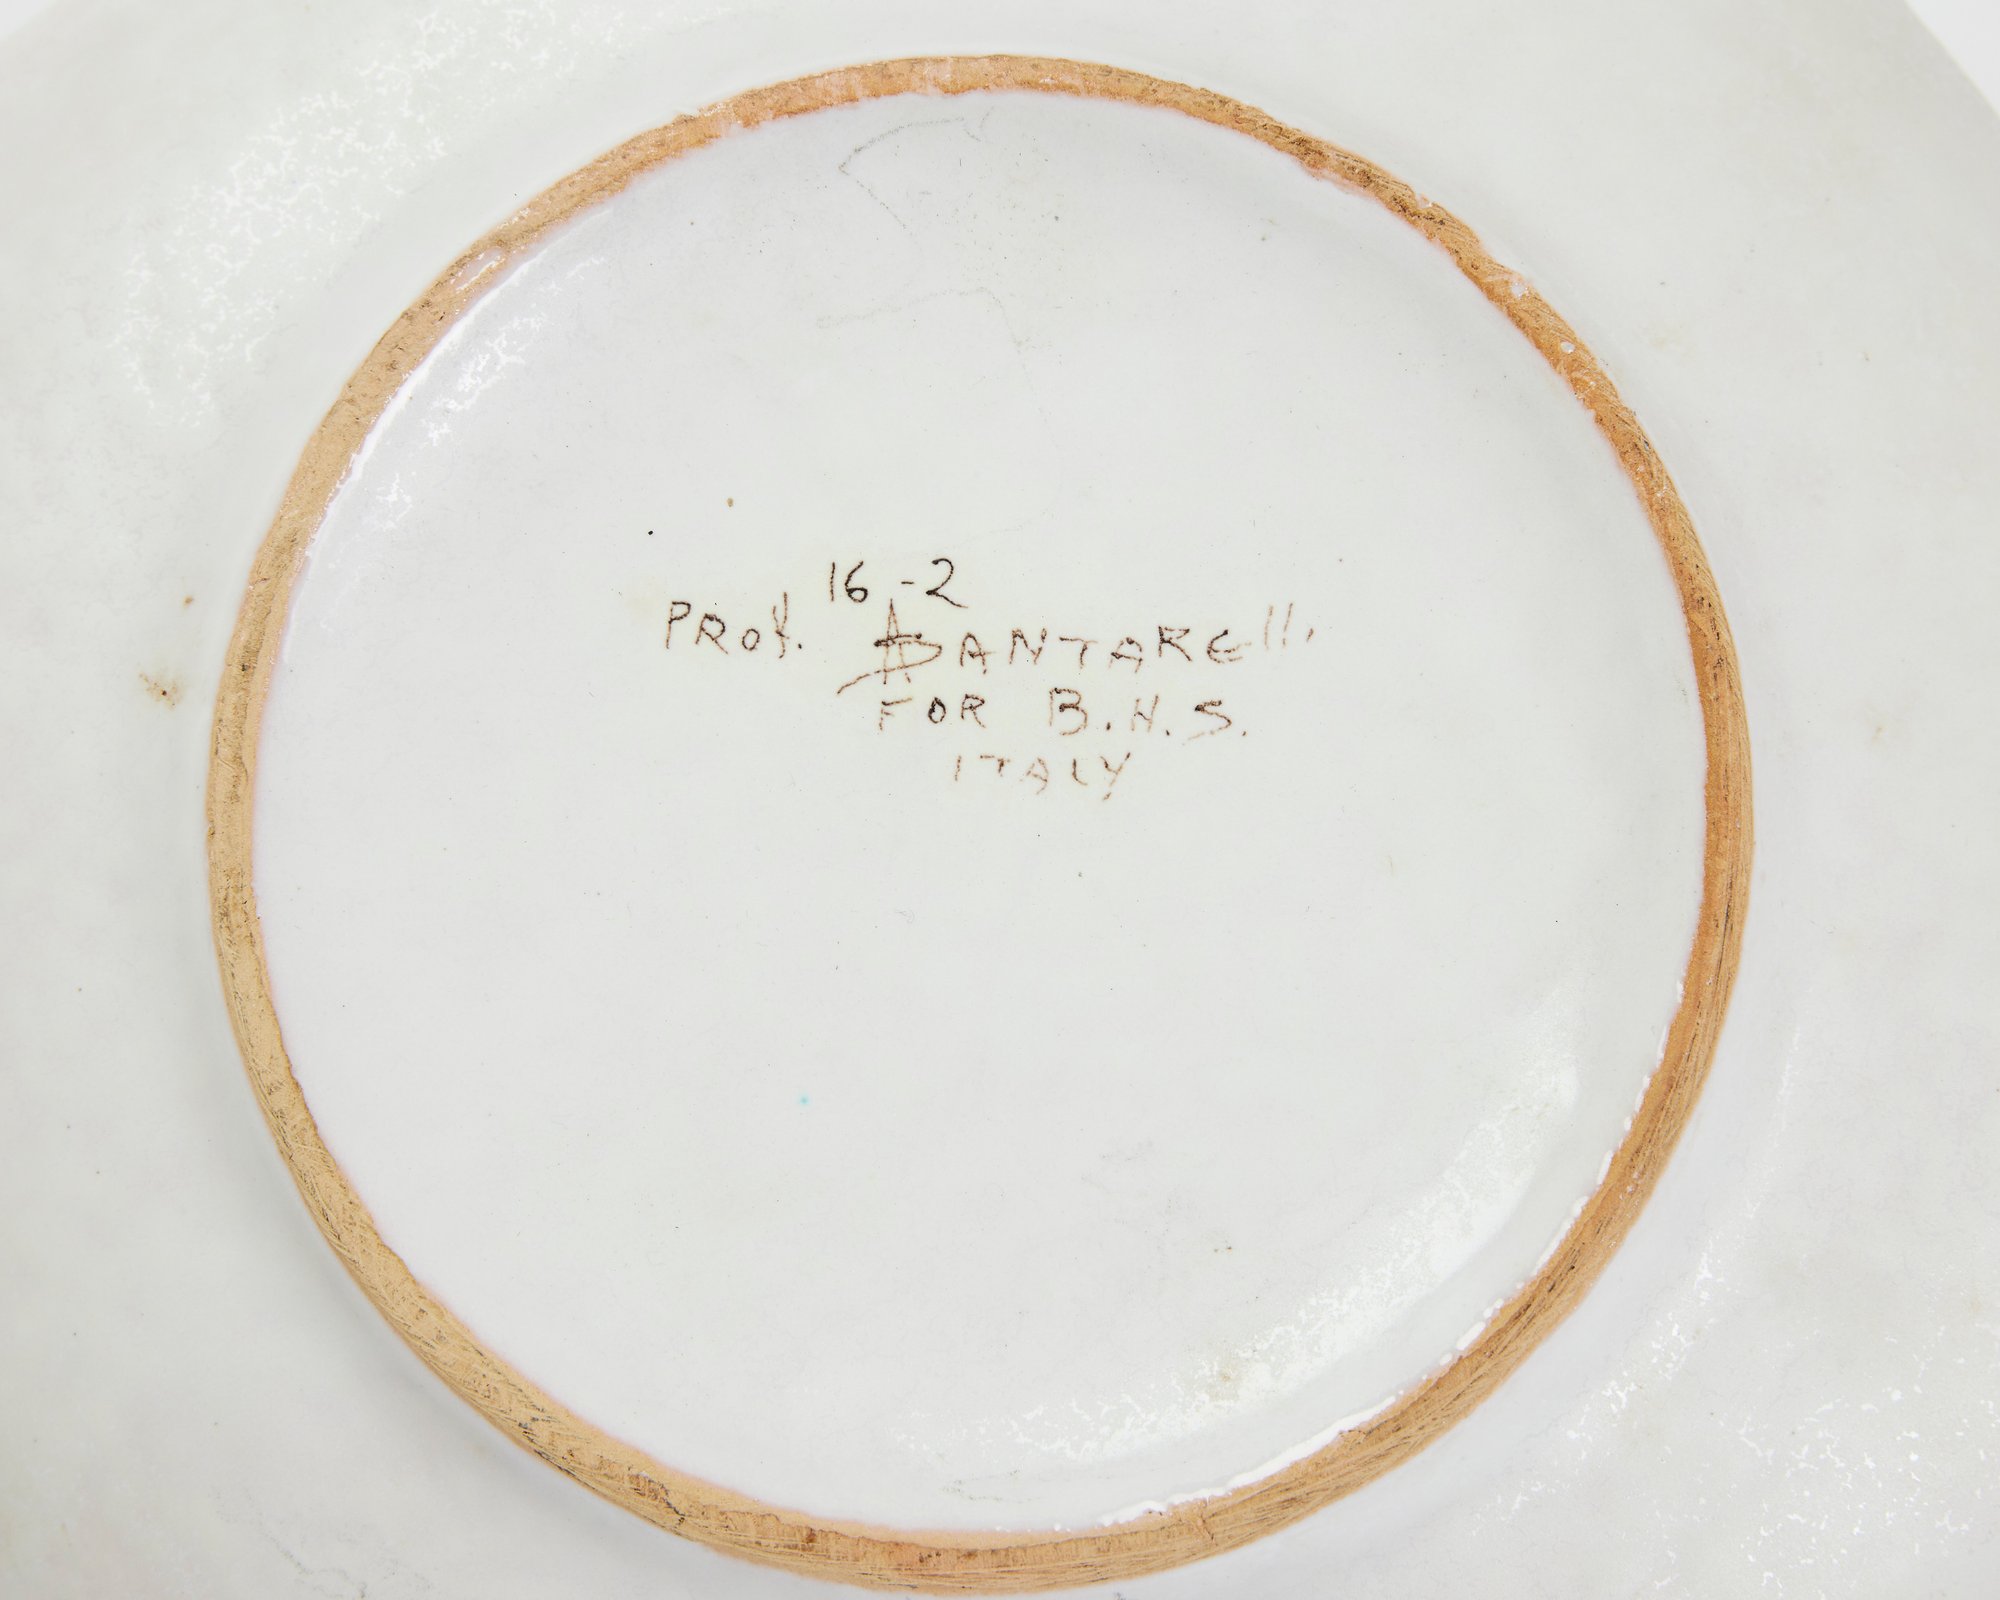 16-2
PROF. A SANTARElli.
FOR B.H.S.
ITALY